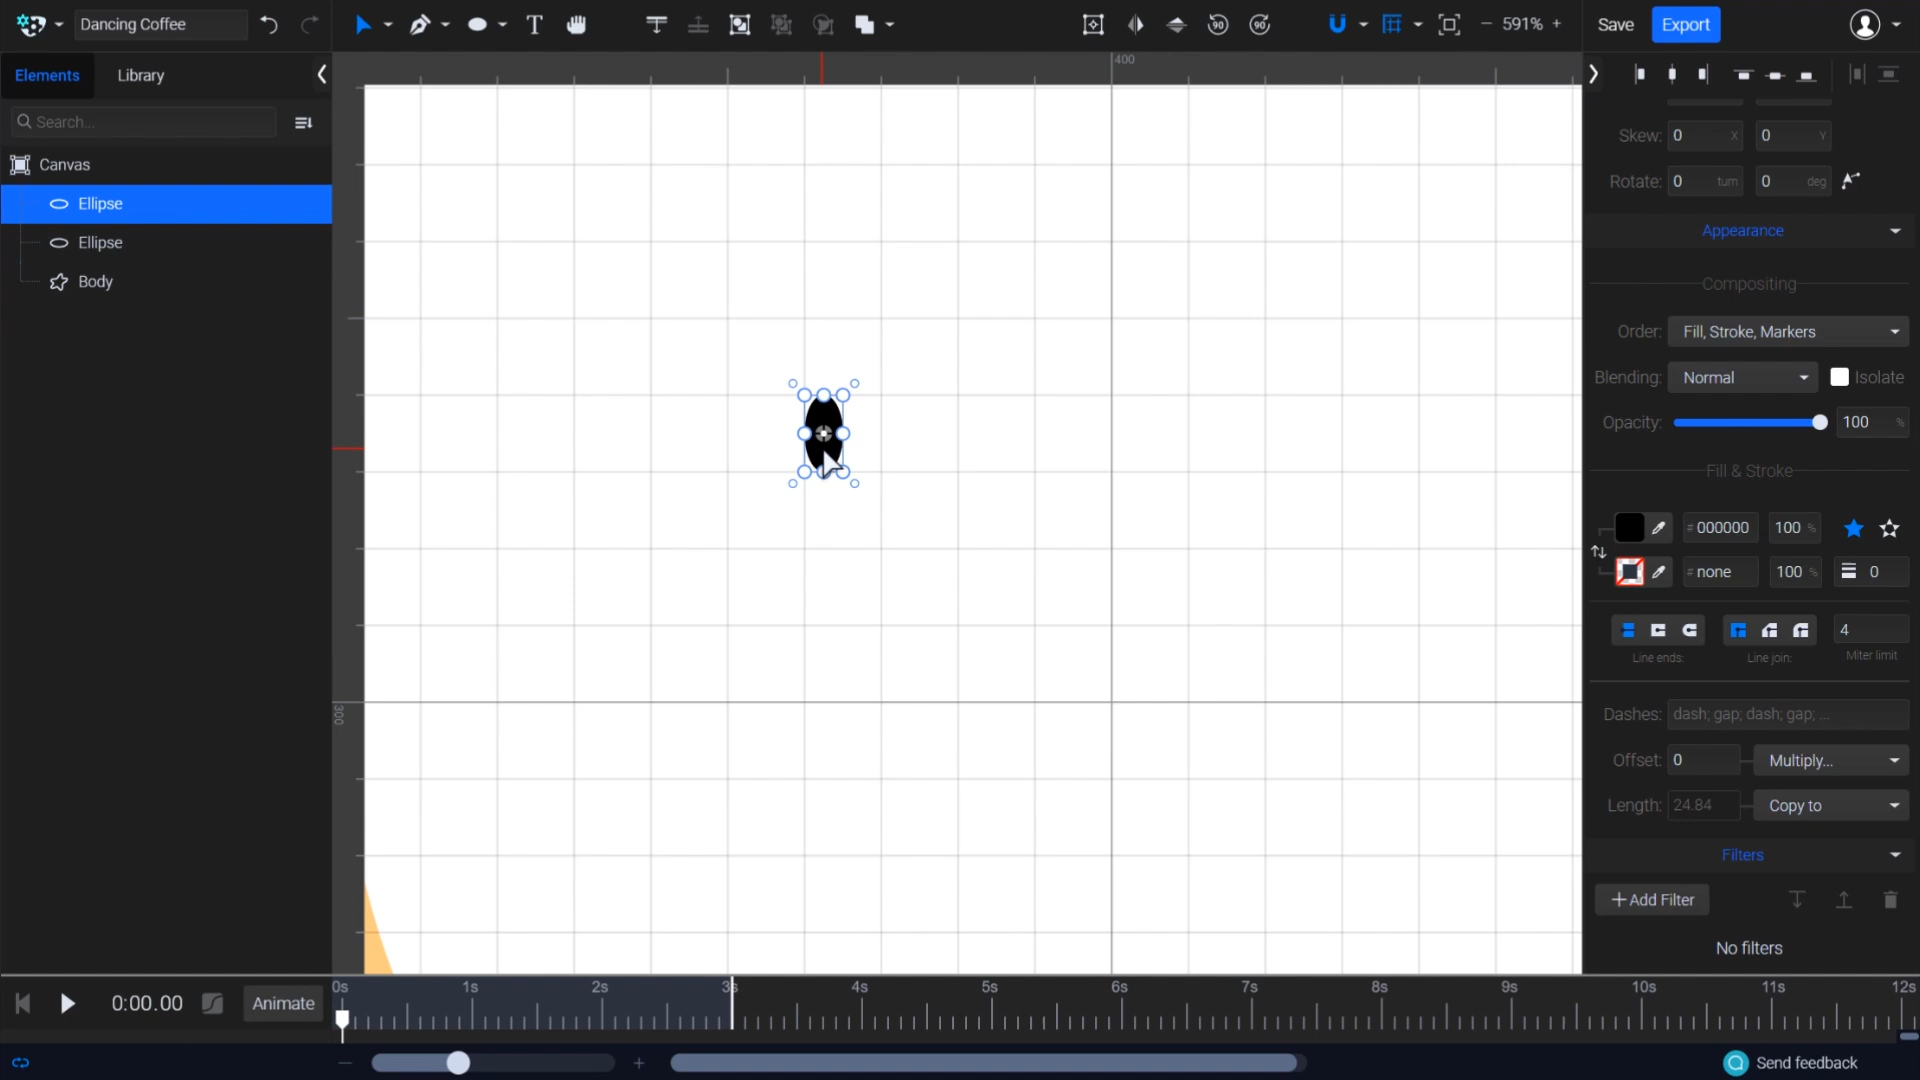 Dancing Coffee
T
591%
Save
Export
Elements
Library
Search...
Canvas
Ellipse
Ellipse
Body
400
300
Skew: 0 X 0 Y
Rotate: 0 turn 0 deg
Appearance
Compositing
Order: Fill, Stroke, Markers
Blending: Normal Isolate
Opacity: 100 %
Fill & Stroke
# 000000 100 %
# none 100 % 0
4
Line ends: Line join: Miter limit
Dashes: dash; gap; dash; gap; ...
Offset: 0 Multiply...
Length: 24.84 Copy to
Filters
+ Add Filter
No filters
0:00.00 Animate
0s 1s 2s 3s 4s 5s 6s 7s 8s 9s 10s 11s 12s
Send feedback